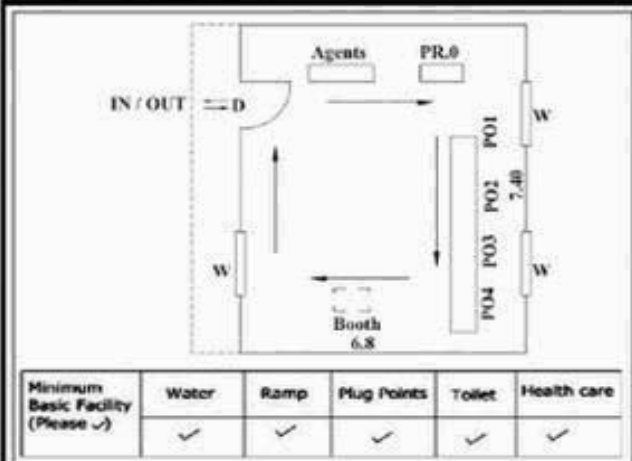 Agents PR.0
IN / OUT D
W
PO1
PO2
7.40
PO3
PO4
W
W
Booth
6.8
Minimum Basic Facility (Please ✓) Water Ramp Plug Points Toilet Health care
✓ ✓ ✓ ✓ ✓